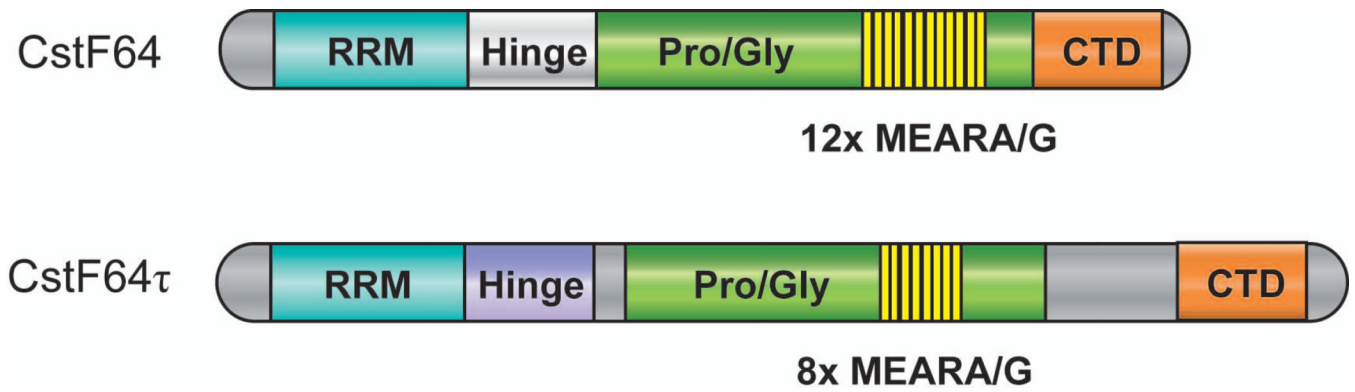 CstF64 RRM Hinge Pro/Gly CTD
12x MEARA/G
CstF64τ RRM Hinge Pro/Gly CTD
8x MEARA/G